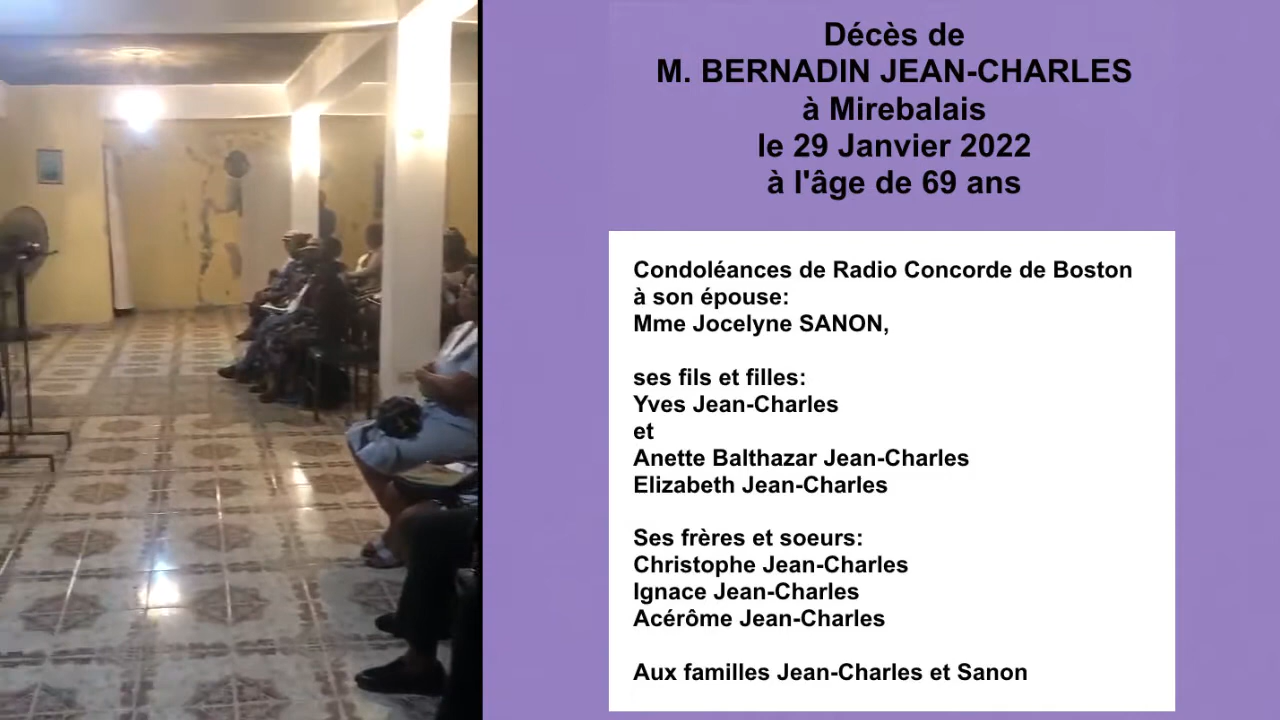 Décès de
M. BERNADIN JEAN-CHARLES
à Mirebalais
le 29 Janvier 2022
à l'âge de 69 ans
Condoléances de Radio Concorde de Boston
à son épouse:
Mme Jocelyne SANON,
ses fils et filles:
Yves Jean-Charles
et
Anette Balthazar Jean-Charles
Elizabeth Jean-Charles
Ses frères et soeurs:
Christophe Jean-Charles
Ignace Jean-Charles
Acérôme Jean-Charles
Aux familles Jean-Charles et Sanon